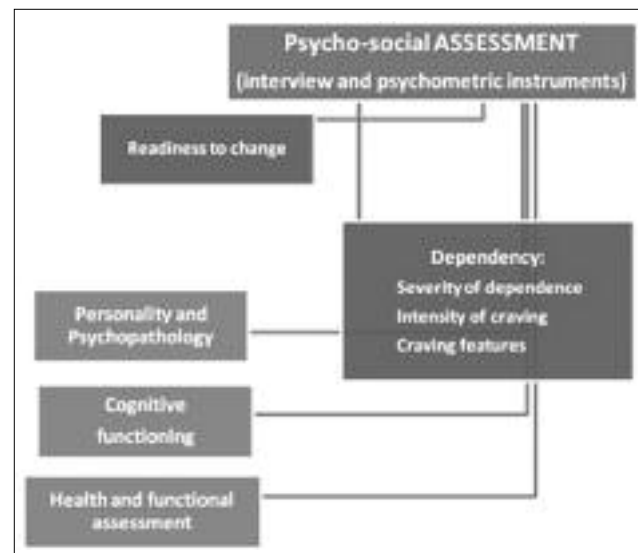 Psycho-social ASSESSMENT
(interview and psychometric instruments)
Readiness to change
Dependency:
Severity of dependence
Intensity of craving
Craving features
Personality and
Psychopathology
Cognitive
functioning
Health and functional
assessment